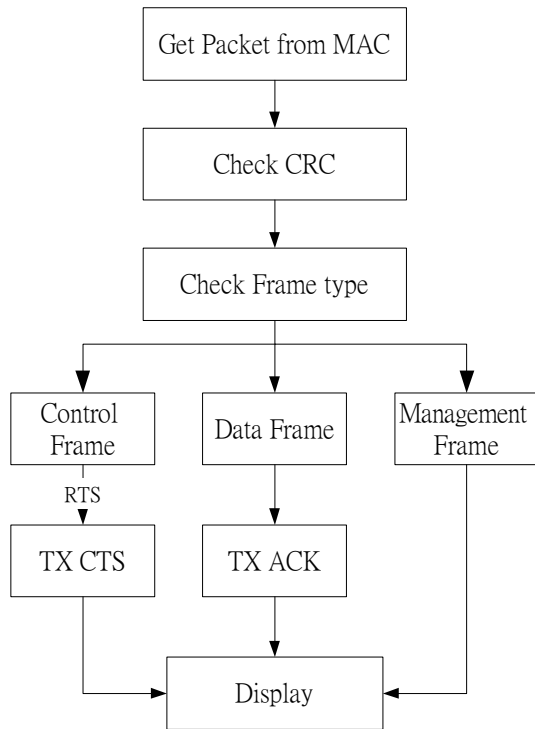 Get Packet from MAC
Check CRC
Check Frame type
Control
Frame
Data Frame
Management
Frame
RTS
TX CTS
TX ACK
Display